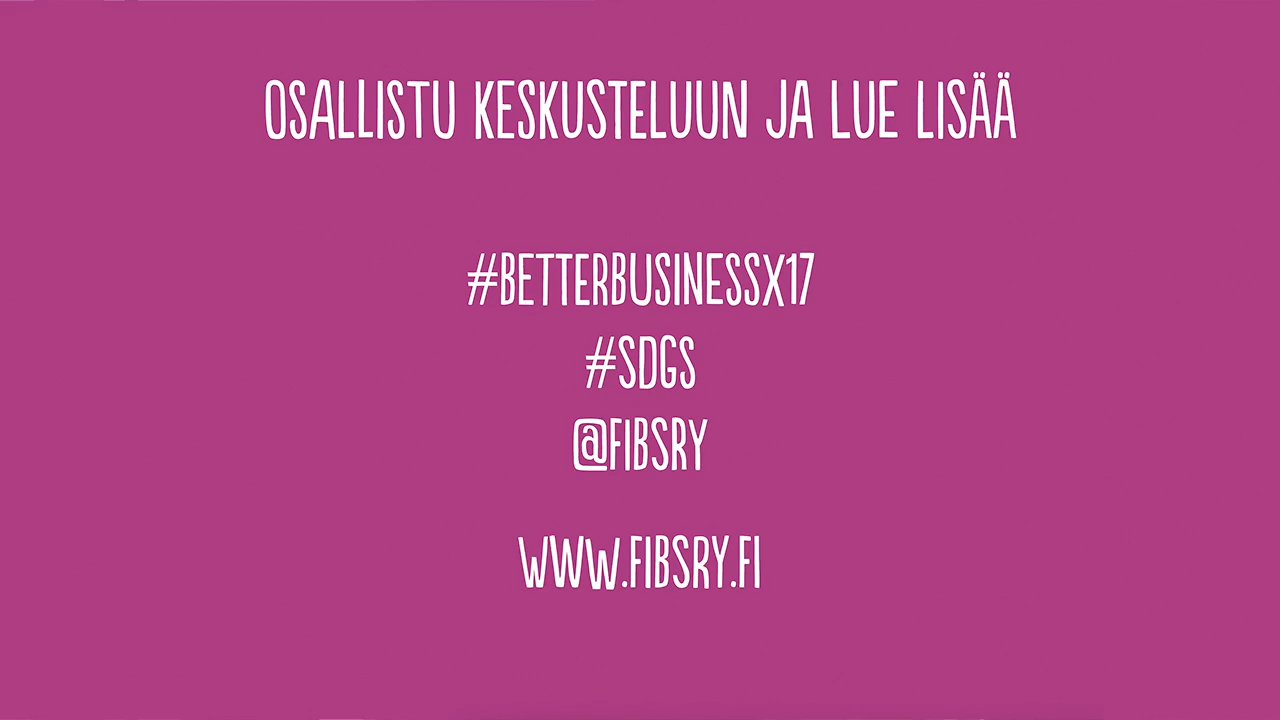 OSALLISTU KESKUSTELUUN JA LUE LISÄÄ
#BETTERBUSINESSX17
#SDGS
@FIBSRY
WWW.FIBSRY.FI